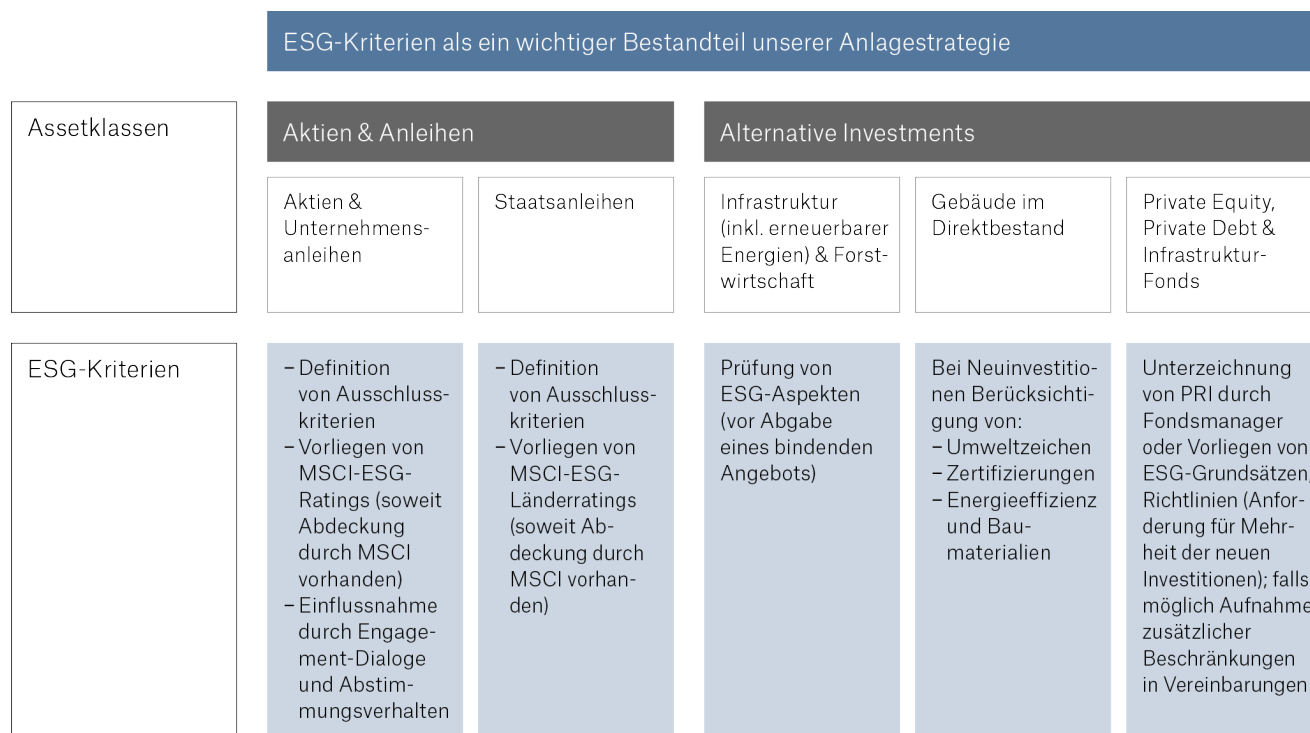 ESG-Kriterien als ein wichtiger Bestandteil unserer Anlagestrategie
Assetklassen
Aktien & Anleihen
Alternative Investments
Aktien &
Unternehmens-
anleihen
Staatsanleihen
Infrastruktur
(inkl. erneuerbarer
Energien) & Forst-
wirtschaft
Gebäude im
Direktbestand
Private Equity,
Private Debt &
Infrastruktur-
Fonds
ESG-Kriterien
– Definition
von Ausschluss-
kriterien
– Vorliegen von
MSCI-ESG-
Ratings (soweit
Abdeckung
durch MSCI
vorhanden)
– Einflussnahme
durch Engage-
ment-Dialoge
und Abstim-
mungsverhalten
– Definition
von Ausschluss-
kriterien
– Vorliegen von
MSCI-ESG-
Länderratings
(soweit Ab-
deckung durch
MSCI vorhan-
den)
Prüfung von
ESG-Aspekten
(vor Abgabe
eines bindenden
Angebots)
Bei Neuinvestitio-
nen Berücksichti-
gung von:
– Umweltzeichen
– Zertifizierungen
– Energieeffizienz
und Bau-
materialien
Unterzeichnung
von PRI durch
Fondsmanager
oder Vorliegen von
ESG-Grundsätzen/
Richtlinien (Anfor-
derung für Mehr-
heit der neuen
Investitionen); falls
möglich Aufnahme
zusätzlicher
Beschränkungen
in Vereinbarungen